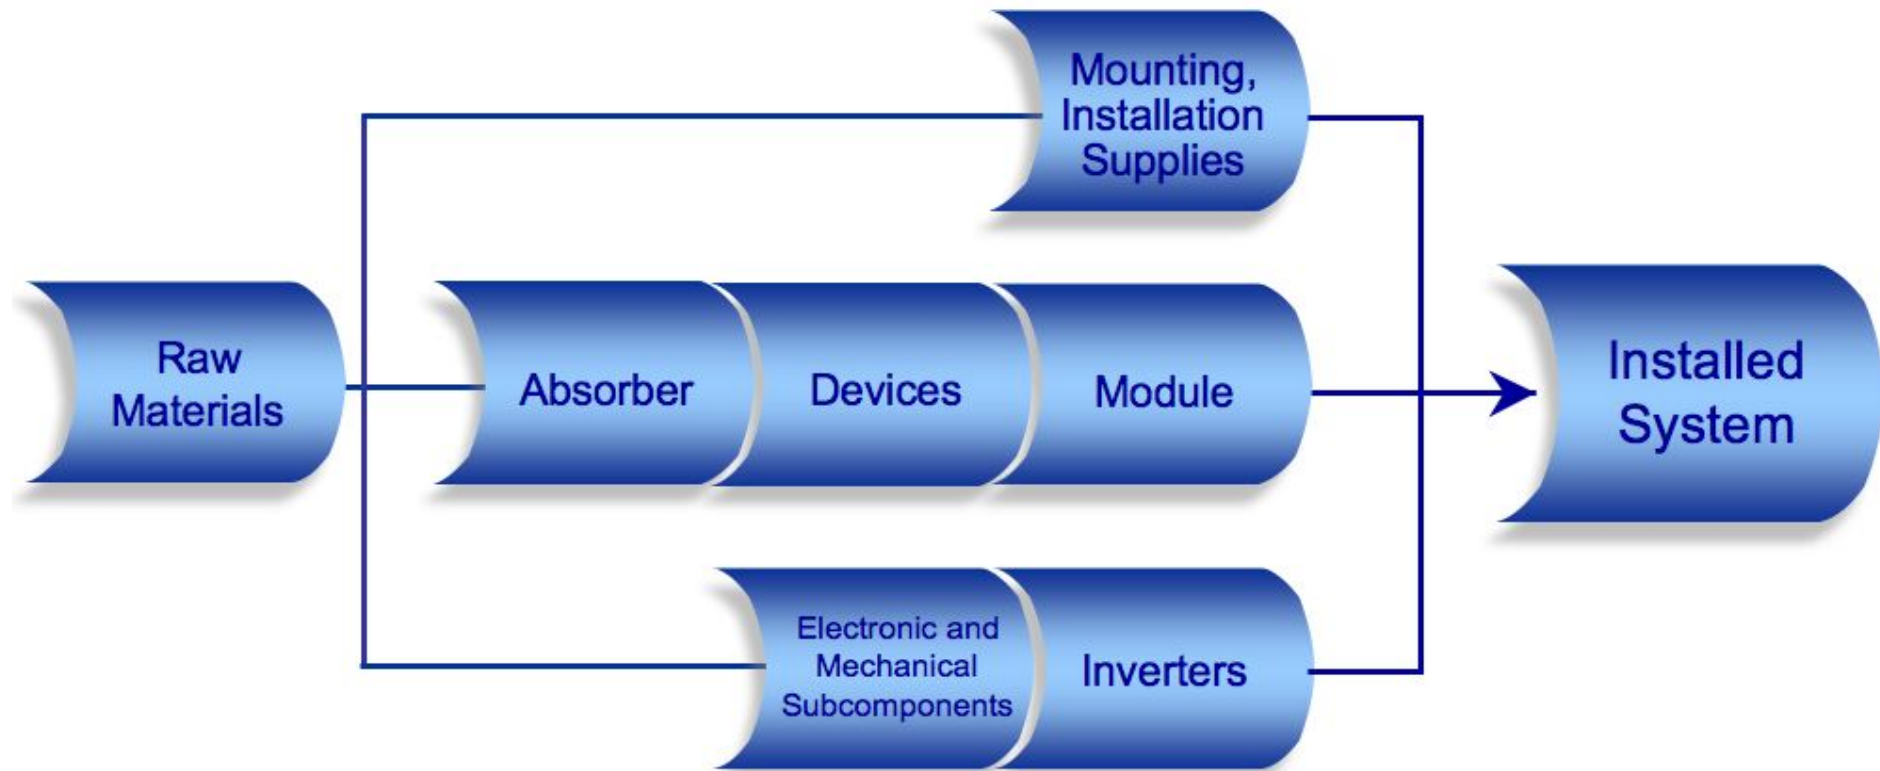 Mounting,
Installation
Supplies
Raw
Materials
Absorber
Devices
Module
Installed
System
Electronic and
Mechanical
Subcomponents
Inverters